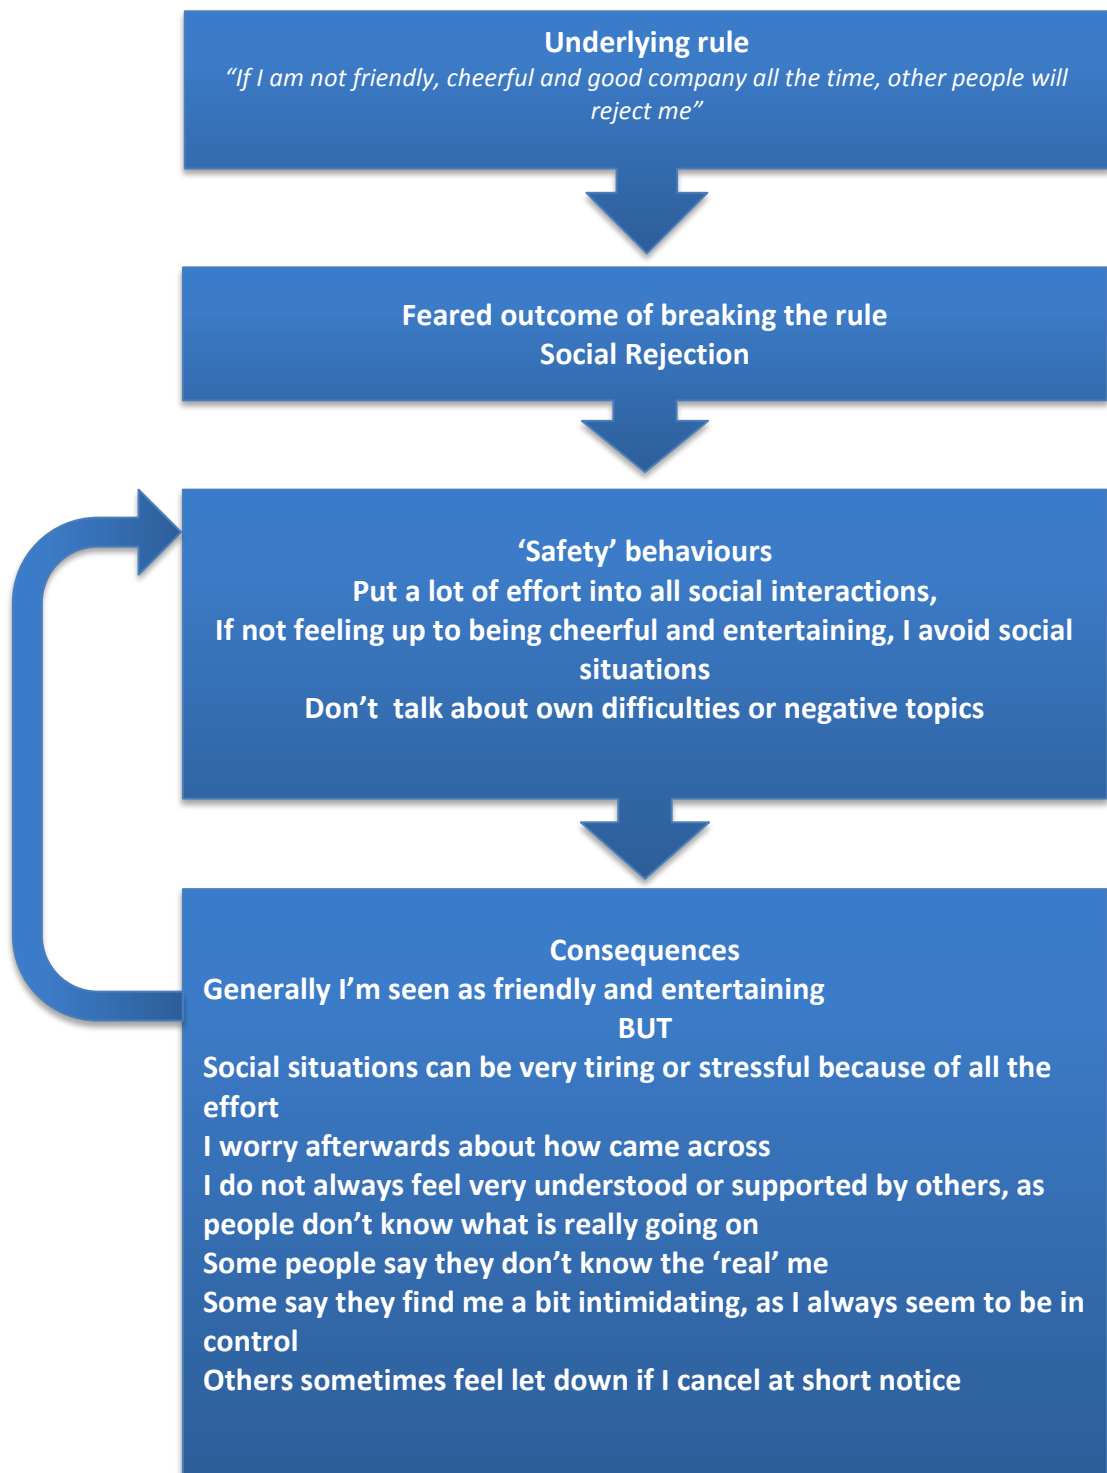 Underlying rule
“If I am not friendly, cheerful and good company all the time, other people will
reject me”
Feared outcome of breaking the rule
Social Rejection
‘Safety’ behaviours
Put a lot of effort into all social interactions,
If not feeling up to being cheerful and entertaining, I avoid social
situations
Don’t  talk about own difficulties or negative topics
Consequences
Generally I’m seen as friendly and entertaining
BUT
Social situations can be very tiring or stressful because of all the
effort
I worry afterwards about how came across
I do not always feel very understood or supported by others, as
people don’t know what is really going on
Some people say they don’t know the ‘real’ me
Some say they find me a bit intimidating, as I always seem to be in
control
Others sometimes feel let down if I cancel at short notice